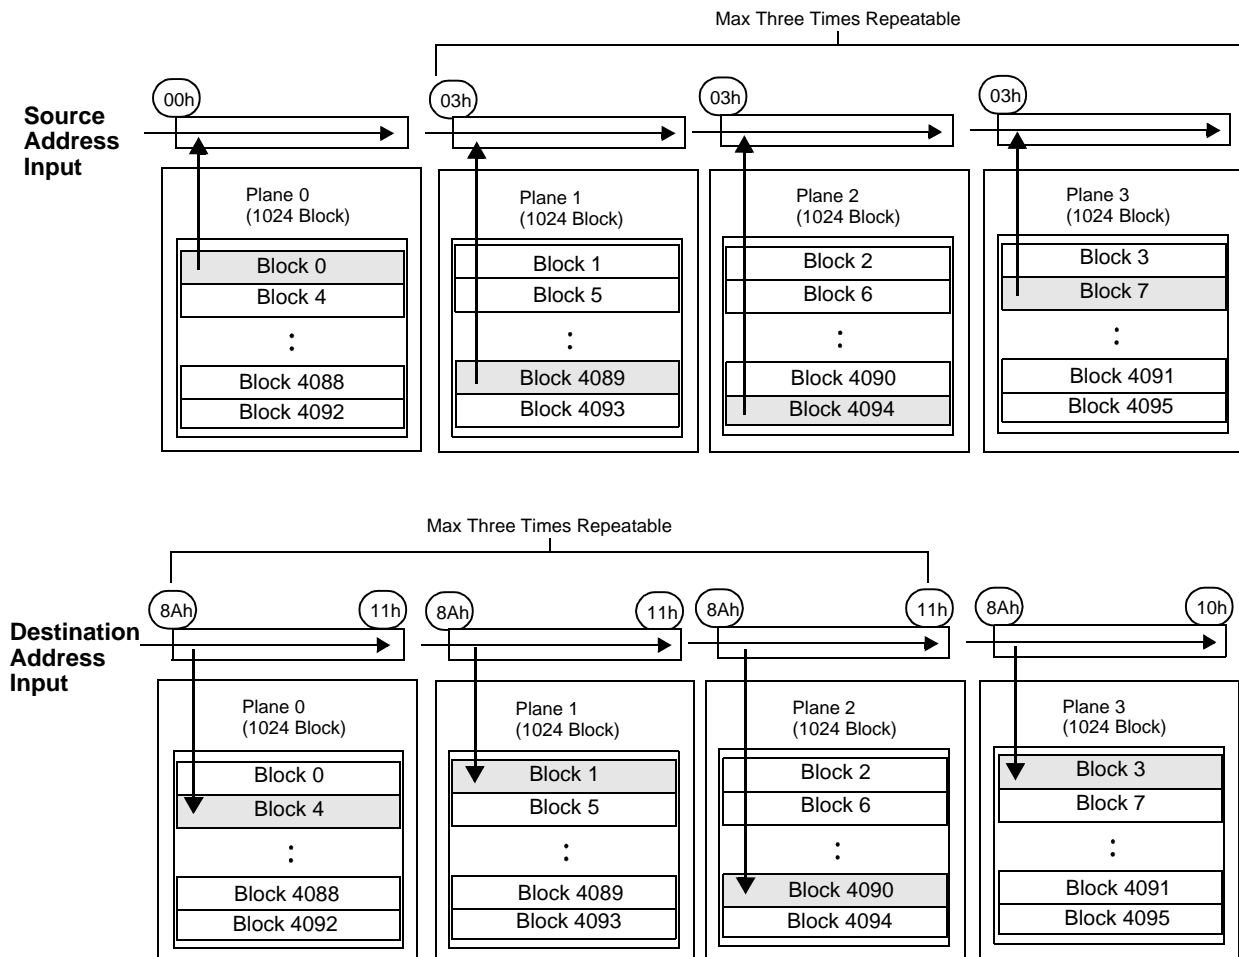 Max Three Times Repeatable
00h
03h
03h
03h
Source
Address
Input
Plane 0
(1024 Block)
Block 0
Block 4
:
Block 4088
Block 4092
Plane 1
(1024 Block)
Block 1
Block 5
:
Block 4089
Block 4093
Plane 2
(1024 Block)
Block 2
Block 6
:
Block 4090
Block 4094
Plane 3
(1024 Block)
Block 3
Block 7
:
Block 4091
Block 4095
Max Three Times Repeatable
8Ah
11h
8Ah
11h
8Ah
11h
8Ah
10h
Destination
Address
Input
Plane 0
(1024 Block)
Block 0
Block 4
:
Block 4088
Block 4092
Plane 1
(1024 Block)
Block 1
Block 5
:
Block 4089
Block 4093
Plane 2
(1024 Block)
Block 2
Block 6
:
Block 4090
Block 4094
Plane 3
(1024 Block)
Block 3
Block 7
:
Block 4091
Block 4095